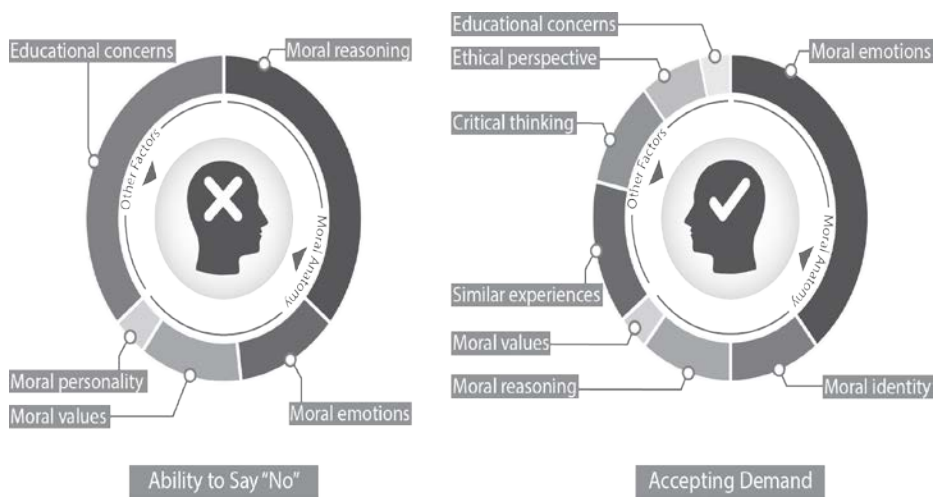 Educational concerns
Moral reasoning
Other Factors
Moral Anatomy
Moral personality
Moral values
Moral emotions
Ability to Say "No"
Educational concerns
Ethical perspective
Moral emotions
Critical thinking
Other Factors
Moral Anatomy
Similar experiences
Moral values
Moral reasoning
Moral identity
Accepting Demand